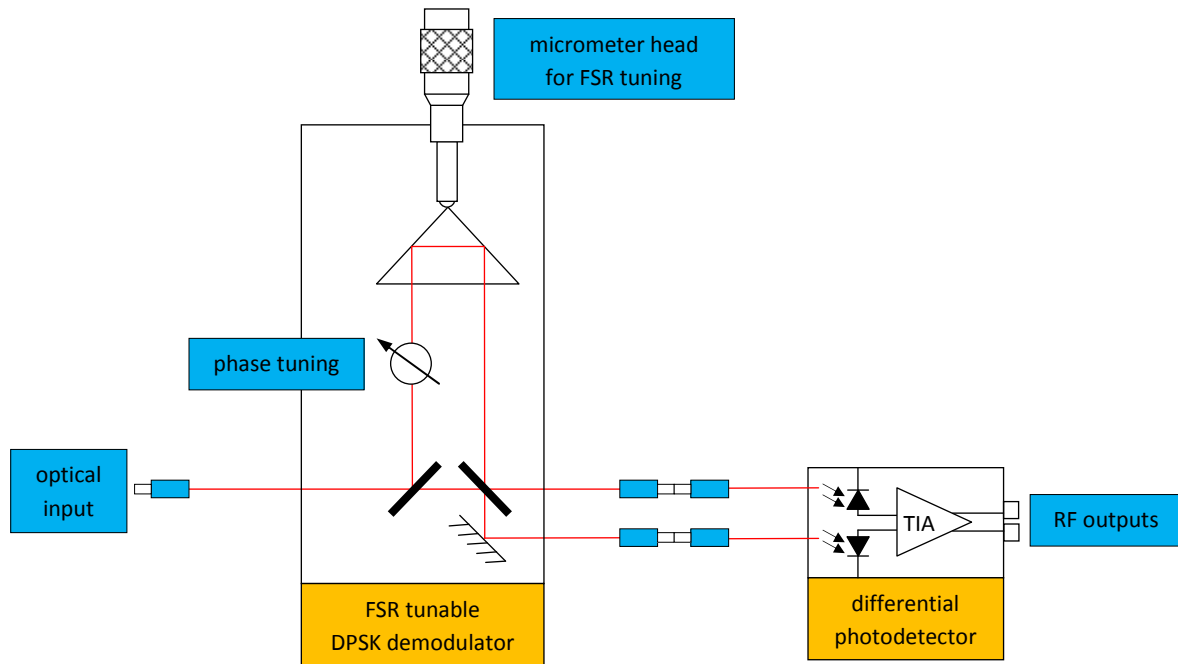 micrometer head
for FSR tuning
phase tuning
optical
input
TIA
RF outputs
FSR tunable
DPSK demodulator
differential
photodetector